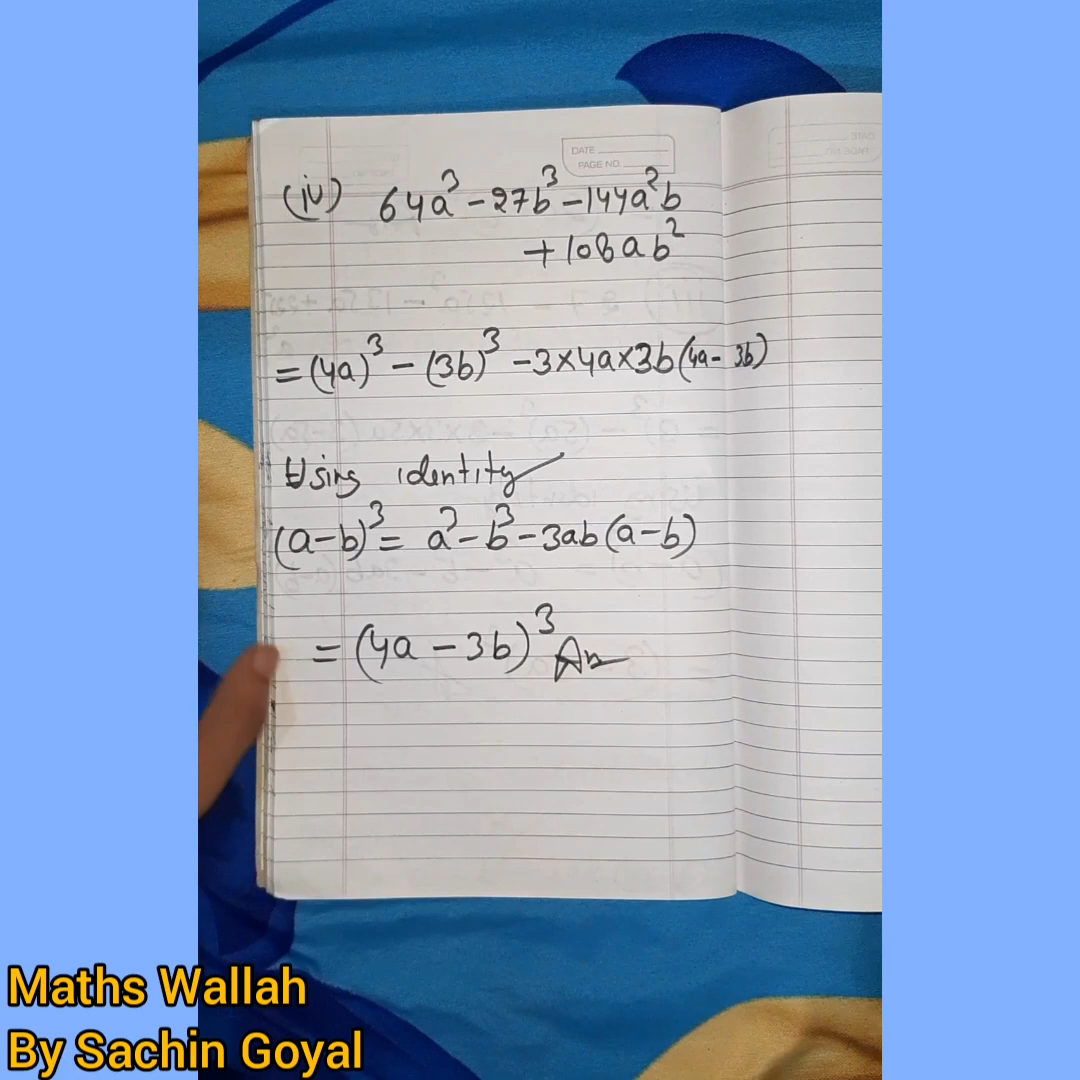 DATE
PAGE NO.
(iv) 64a³ - 27b³ - 144a²b
+ 108ab²
= (4a)³ - (3b)³ - 3×4a×3b(4a - 3b)
Using identity
(a-b)³ = a³ - b³ - 3ab(a-b)
= (4a - 3b)³ An
Maths Wallah
By Sachin Goyal